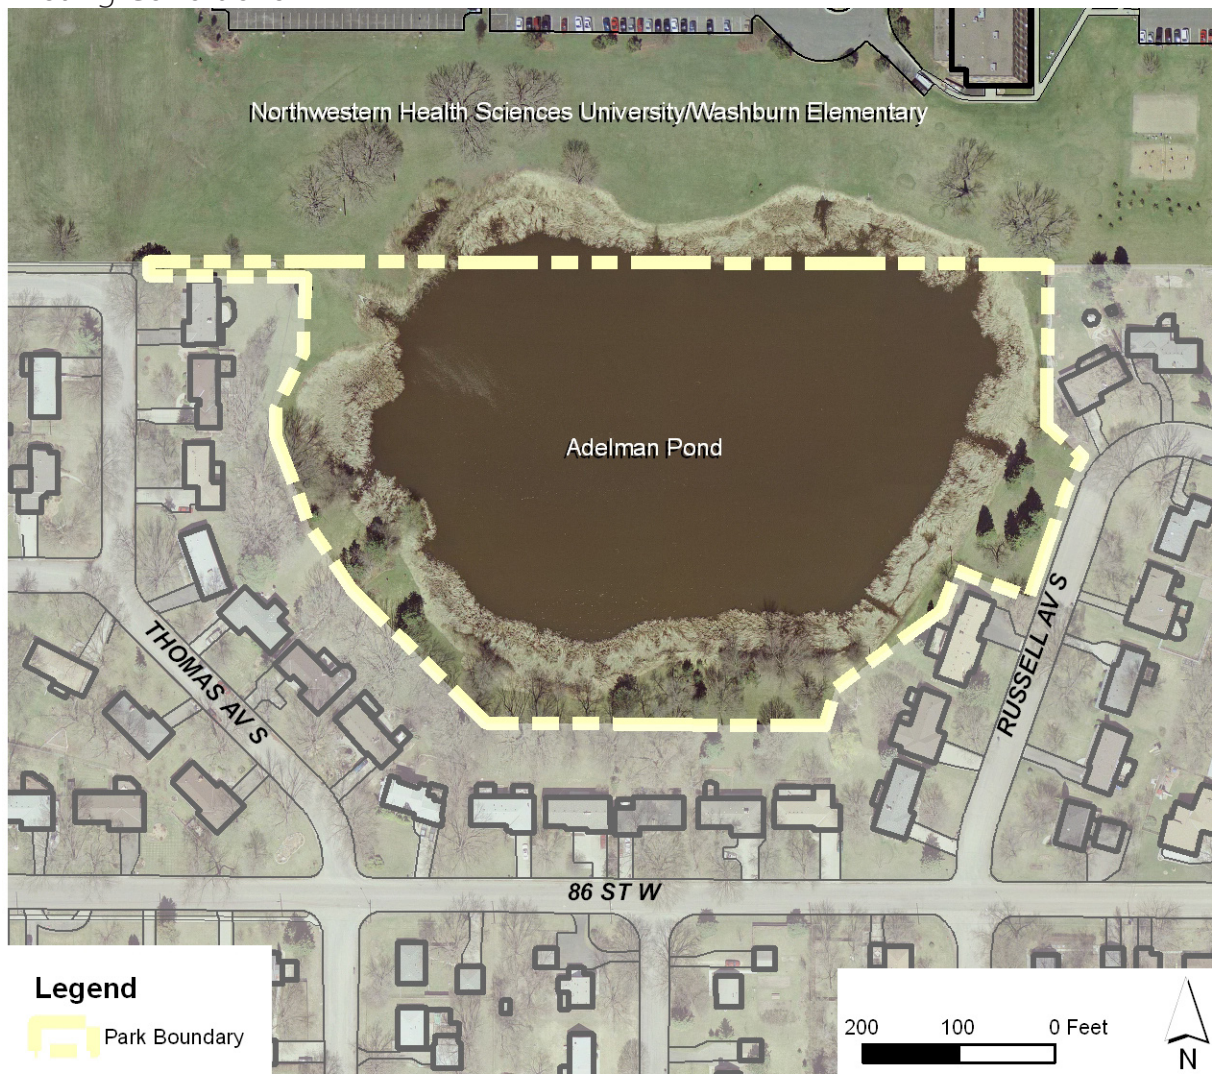 Northwestern Health Sciences University/Washburn Elementary
Adelman Pond
THOMAS AV S
RUSSELL AV S
86 ST W
Legend
Park Boundary
200 100 0 Feet
N